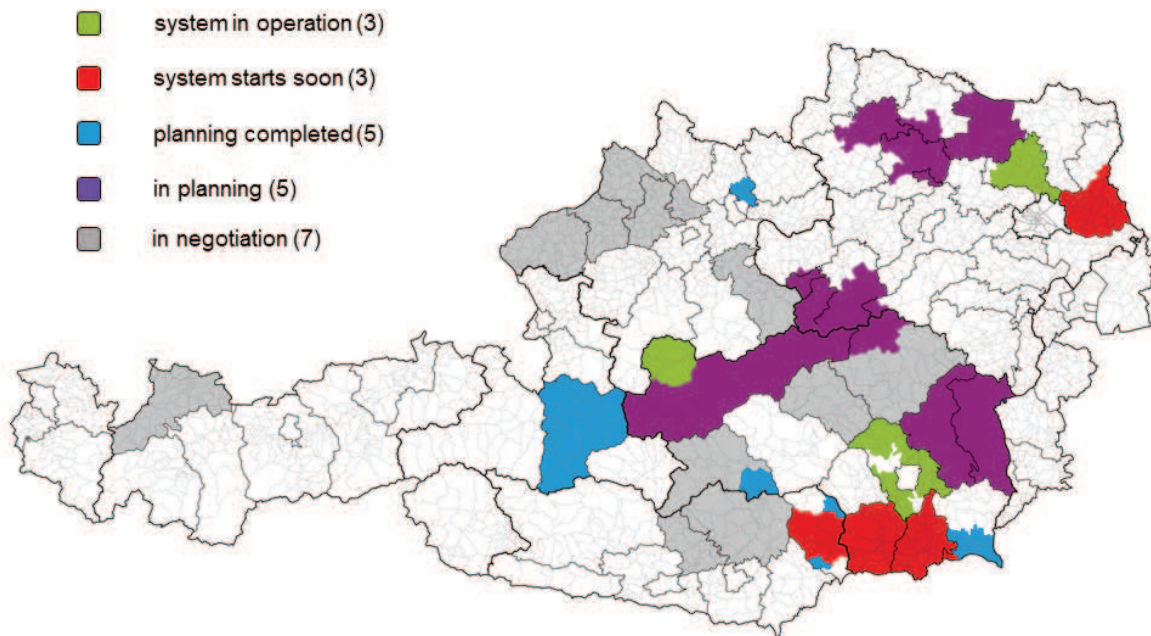 system in operation (3)
system starts soon (3)
planning completed (5)
in planning (5)
in negotiation (7)